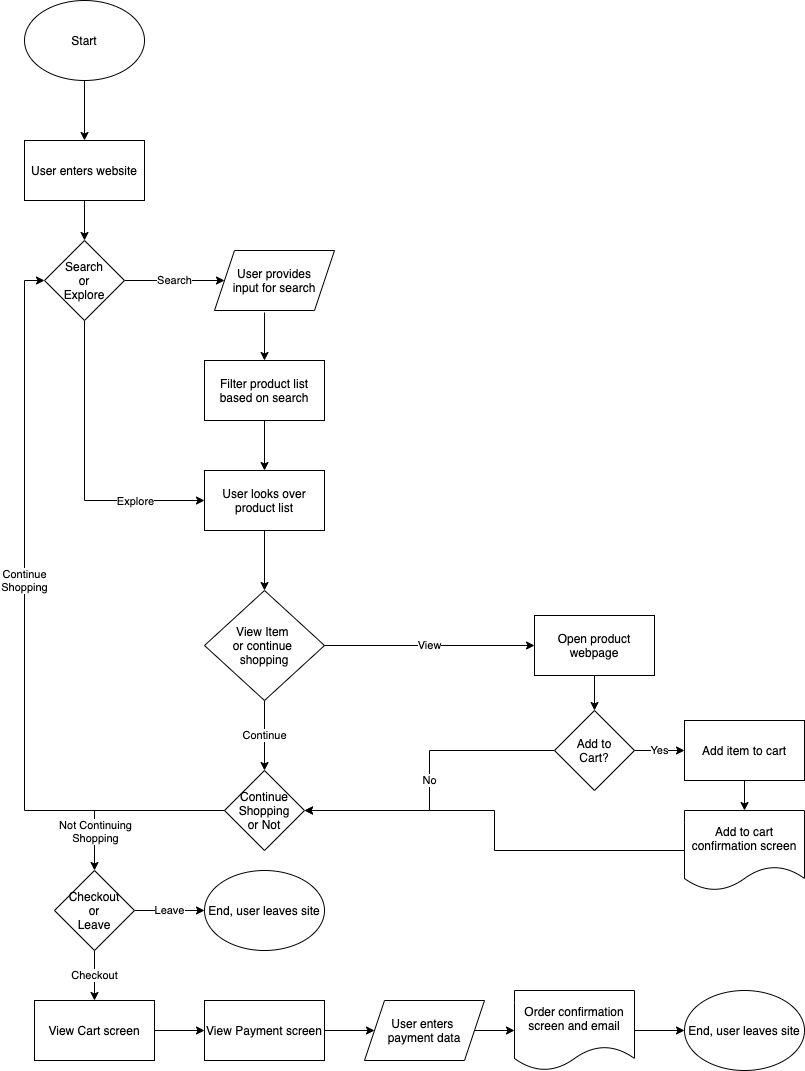 Start
User enters website
Search
or
Explore
Search
User provides
input for search
Filter product list
based on search
Explore
User looks over
product list
Continue
Shopping
View Item
or continue
shopping
View
Open product
webpage
Continue
Add to
Cart?
Yes
Add item to cart
No
Continue
Shopping
or Not
Add to cart
confirmation screen
Not Continuing
Shopping
Checkout
or
Leave
Leave
End, user leaves site
Checkout
View Cart screen
View Payment screen
User enters
payment data
Order confirmation
screen and email
End, user leaves site